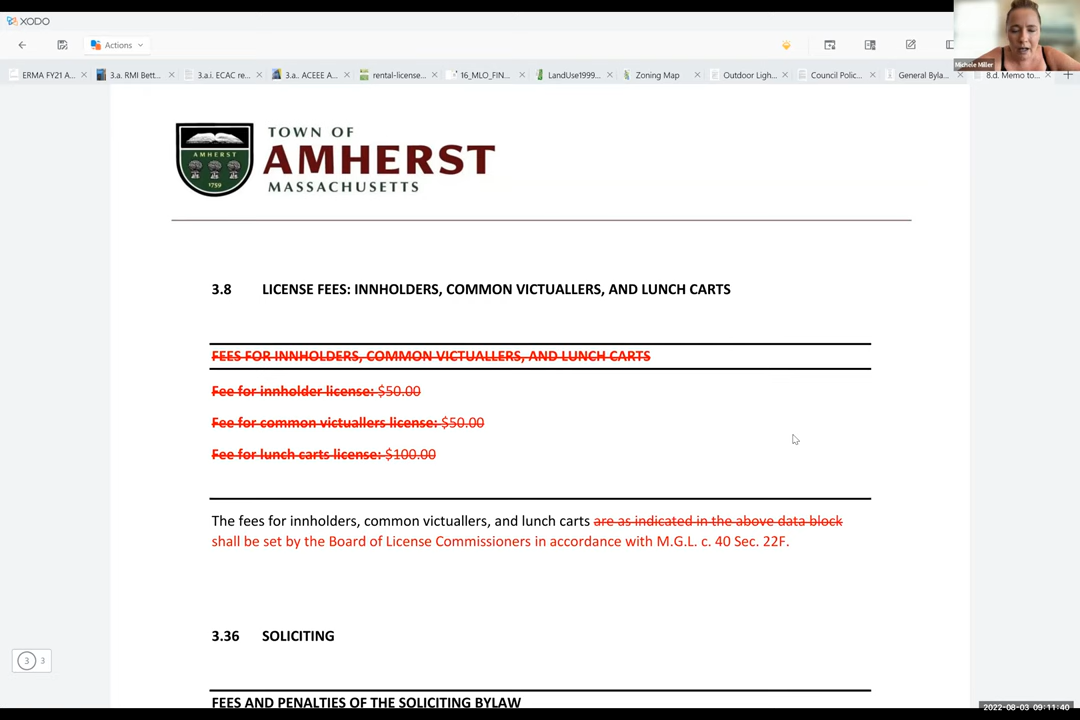 XODO
Actions
ERMA FY21 A...
3.a. RMI Bett...
3.a.i. ECAC re...
3.a.. ACEEE A...
rental-license...
16_MLO_FIN...
LandUse1999...
Zoning Map
Outdoor Ligh...
Council Polic...
General Byla...
8.d. Memo to...
Michele Miller
TOWN OF
AMHERST
MASSACHUSETTS
AMHERST
1759
3.8 LICENSE FEES: INNHOLDERS, COMMON VICTUALLERS, AND LUNCH CARTS
FEES FOR INNHOLDERS, COMMON VICTUALLERS, AND LUNCH CARTS
Fee for innholder license: $50.00
Fee for common victuallers license: $50.00
Fee for lunch carts license: $100.00
The fees for innholders, common victuallers, and lunch carts are as indicated in the above data block
shall be set by the Board of License Commissioners in accordance with M.G.L. c. 40 Sec. 22F.
3.36 SOLICITING
3 3
FEES AND PENALTIES OF THE SOLICITING BYLAW
2022-08-03 09:11:40